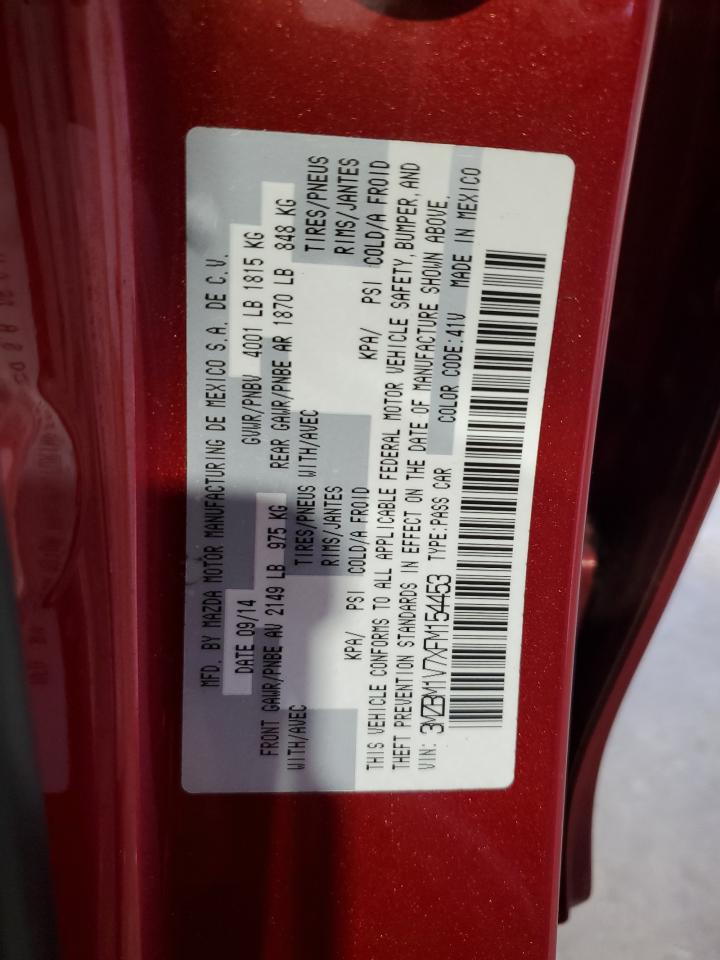 MFD. BY MAZDA MOTOR MANUFACTURING DE MEXICO S.A. DE C.V.
DATE 09/14 GVWR/PNBV 4001 LB 1815 KG
FRONT GAWR/PNBE AV 2149 LB 975 KG REAR GAWR/PNBE AR 1870 LB 848 KG
WITH/AVEC TIRES/PNEUS WITH/AVEC TIRES/PNEUS
RIMS/JANTES RIMS/JANTES
KPA/ PSI COLD/A FROID KPA/ PSI COLD/A FROID
THIS VEHICLE CONFORMS TO ALL APPLICABLE FEDERAL MOTOR VEHICLE SAFETY, BUMPER, AND
THEFT PREVENTION STANDARDS IN EFFECT ON THE DATE OF MANUFACTURE SHOWN ABOVE.
VIN: 3MZBM1V7XFM154453 TYPE:PASS CAR COLOR CODE:41V MADE IN MEXICO